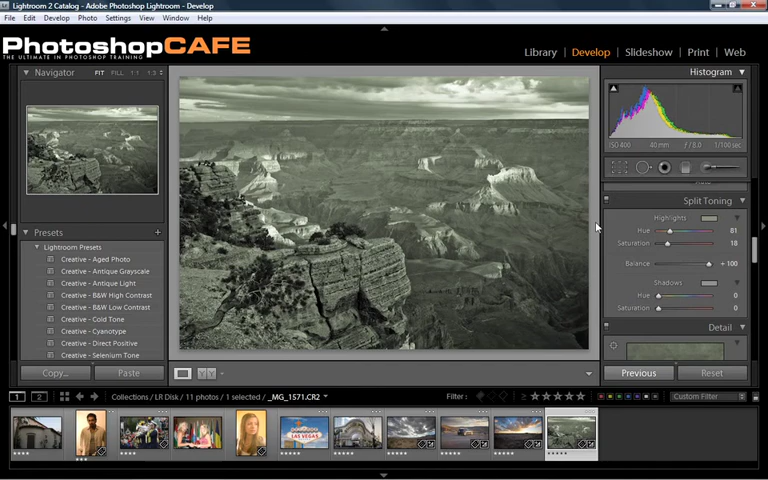 Lightroom 2 Catalog - Adobe Photoshop Lightroom - Develop
File Edit Develop Photo Settings View Window Help
PhotoshopCAFE
THE ULTIMATE IN PHOTOSHOP TRAINING
Library | Develop | Slideshow | Print | Web
Navigator FIT FILL 1:1 1:3
Histogram
ISO 400 40 mm f / 8.0 1/100 sec
Split Toning
Highlights
Hue 81
Saturation 18
Balance + 100
Shadows
Hue 0
Saturation 0
Detail
Presets +
Lightroom Presets
Creative - Aged Photo
Creative - Antique Grayscale
Creative - Antique Light
Creative - B&W High Contrast
Creative - B&W Low Contrast
Creative - Cold Tone
Creative - Cyanotype
Creative - Direct Positive
Creative - Selenium Tone
Copy... Paste
Previous Reset
1 2 Collections / LR Disk / 11 photos / 1 selected / _MG_1571.CR2
Filter : Custom Filter
LAS VEGAS